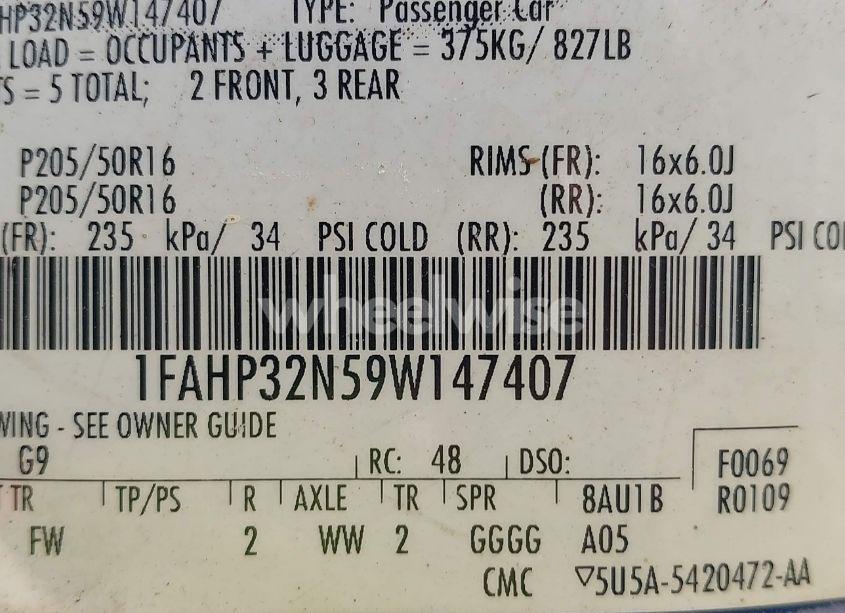 HP32N59W147407 TYPE: Passenger Car
LOAD = OCCUPANTS + LUGGAGE = 375KG/ 827LB
TS = 5 TOTAL; 2 FRONT, 3 REAR
P205/50R16 RIMS (FR): 16x6.0J
P205/50R16 (RR): 16x6.0J
(FR): 235 kPa/ 34 PSI COLD (RR): 235 kPa/ 34 PSI COL
wheelwise
1FAHP32N59W147407
WING - SEE OWNER GUIDE
G9 RC: 48 DSO: F0069
TR TP/PS R AXLE TR SPR 8AU1B R0109
FW 2 WW 2 GGGG A05
CMC ▽5U5A-5420472-AA